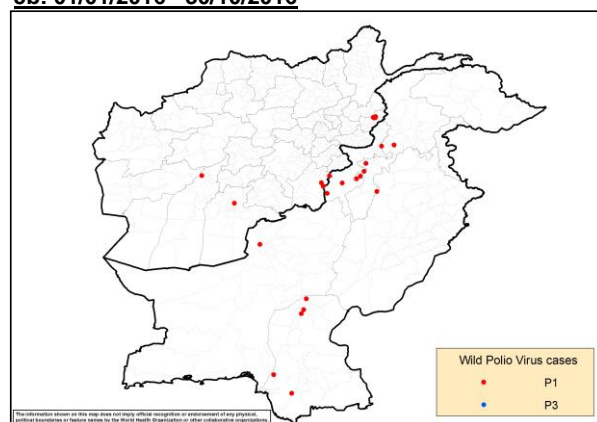 Wild Polio Virus cases
P1
P3
The information shown on this map does not imply official recognition or endorsement of any physical,
political boundaries or feature names by the World Health Organization or other collaborative organizations.